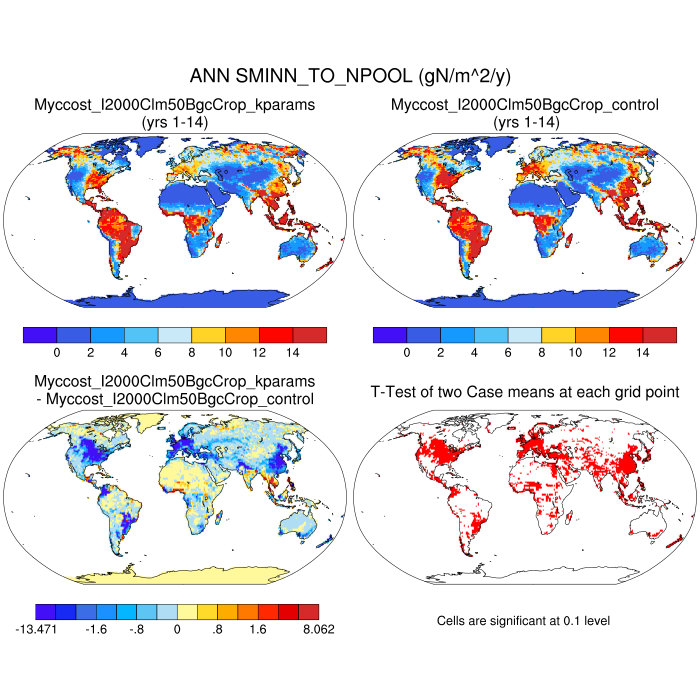 ANN SMINN_TO_NPOOL (gN/m^2/y)
Myccost_I2000Clm50BgcCrop_kparams
(yrs 1-14)
Myccost_I2000Clm50BgcCrop_control
(yrs 1-14)
0 2 4 6 8 10 12 14
0 2 4 6 8 10 12 14
Myccost_I2000Clm50BgcCrop_kparams
- Myccost_I2000Clm50BgcCrop_control
T-Test of two Case means at each grid point
-13.471 -1.6 -.8 0 .8 1.6 8.062
Cells are significant at 0.1 level